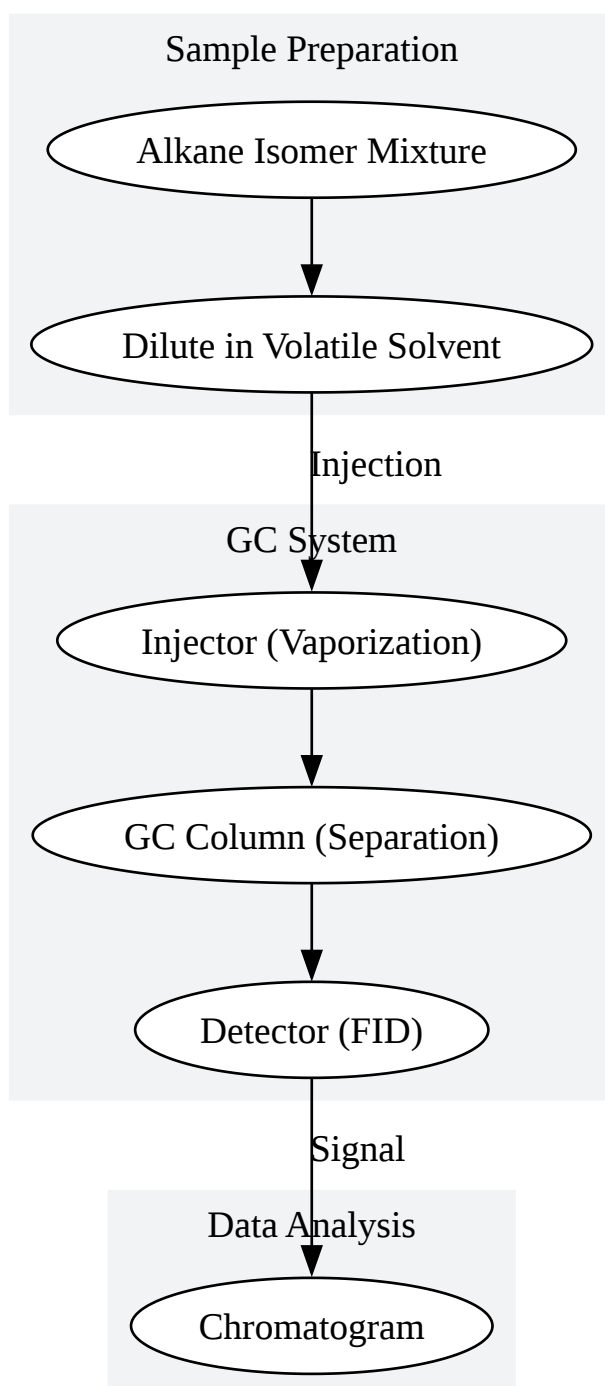 Sample Preparation
Alkane Isomer Mixture
Dilute in Volatile Solvent
Injection
GC System
Injector (Vaporization)
GC Column (Separation)
Detector (FID)
Signal
Data Analysis
Chromatogram